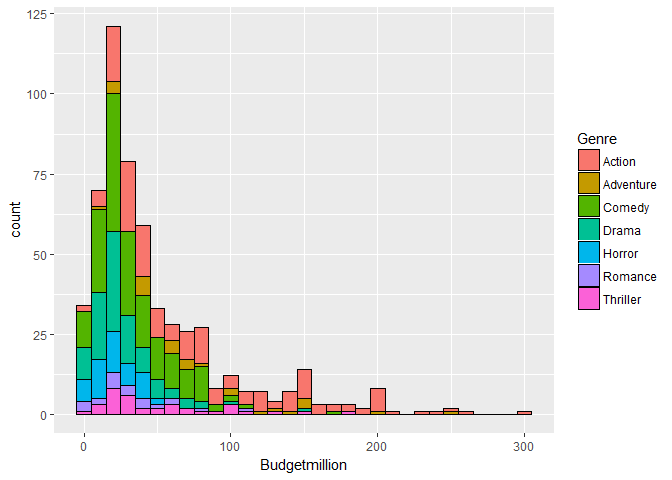 125
100
75
50
25
0
count
0
100
200
300
Budgetmillion
Genre
Action
Adventure
Comedy
Drama
Horror
Romance
Thriller